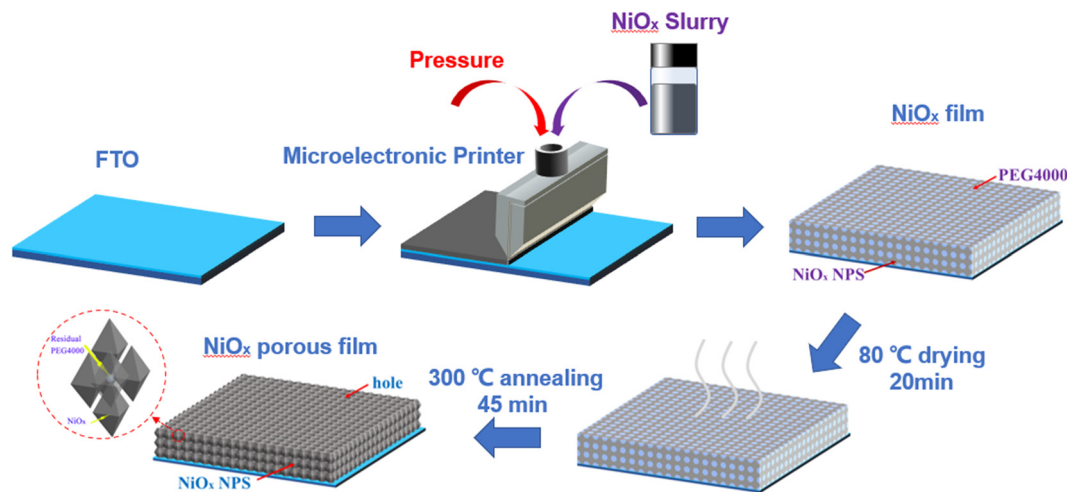 NiOₓ Slurry
Pressure
NiOₓ film
FTO
Microelectronic Printer
PEG4000
NiOₓ NPS
80 ℃ drying
20min
300 ℃ annealing
45 min
NiOₓ porous film
hole
NiOₓ NPS
Residual
PEG4000
NiOx